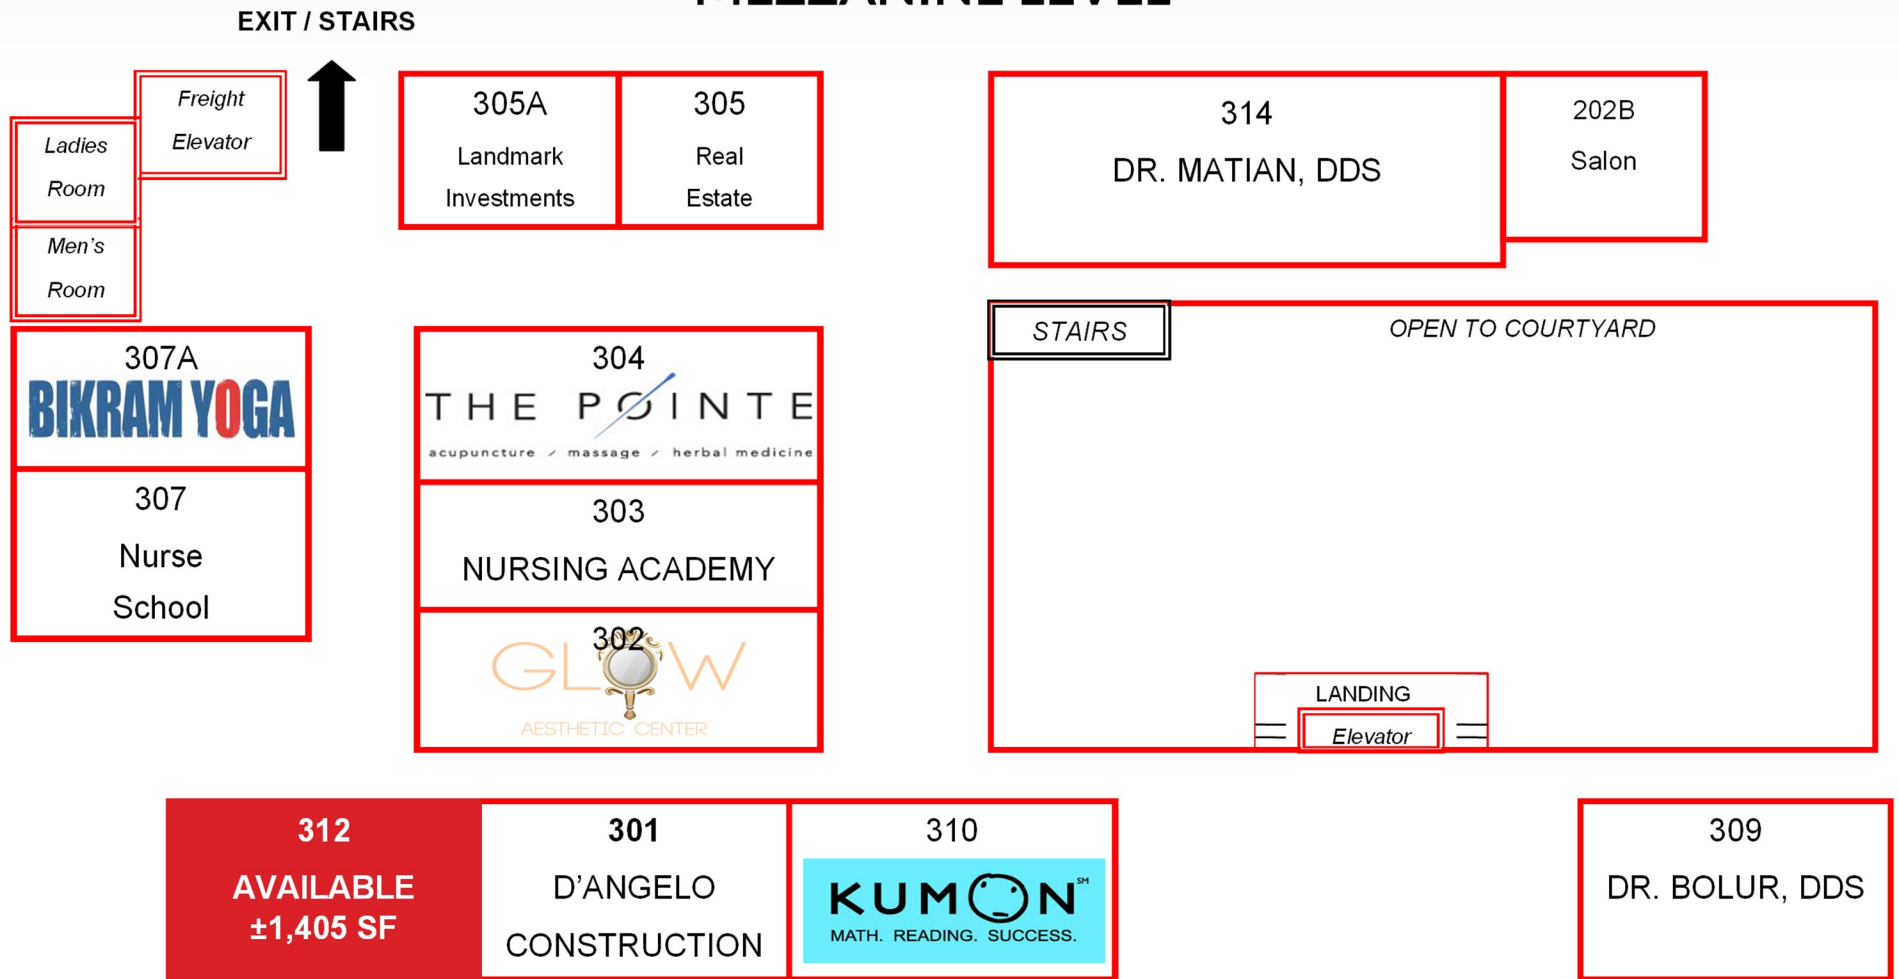 MEZZANINE LEVEL
EXIT / STAIRS
Freight
Elevator
Ladies
Room
Men's
Room
305A
Landmark
Investments
305
Real
Estate
314
DR. MATIAN, DDS
202B
Salon
STAIRS
OPEN TO COURTYARD
307A
BIKRAM YOGA
307
Nurse
School
304
THE POINTE
acupuncture / massage / herbal medicine
303
NURSING ACADEMY
302
GLOW
AESTHETIC CENTER
LANDING
Elevator
312
AVAILABLE
±1,405 SF
301
D'ANGELO
CONSTRUCTION
310
KUMON℠
MATH. READING. SUCCESS.
309
DR. BOLUR, DDS